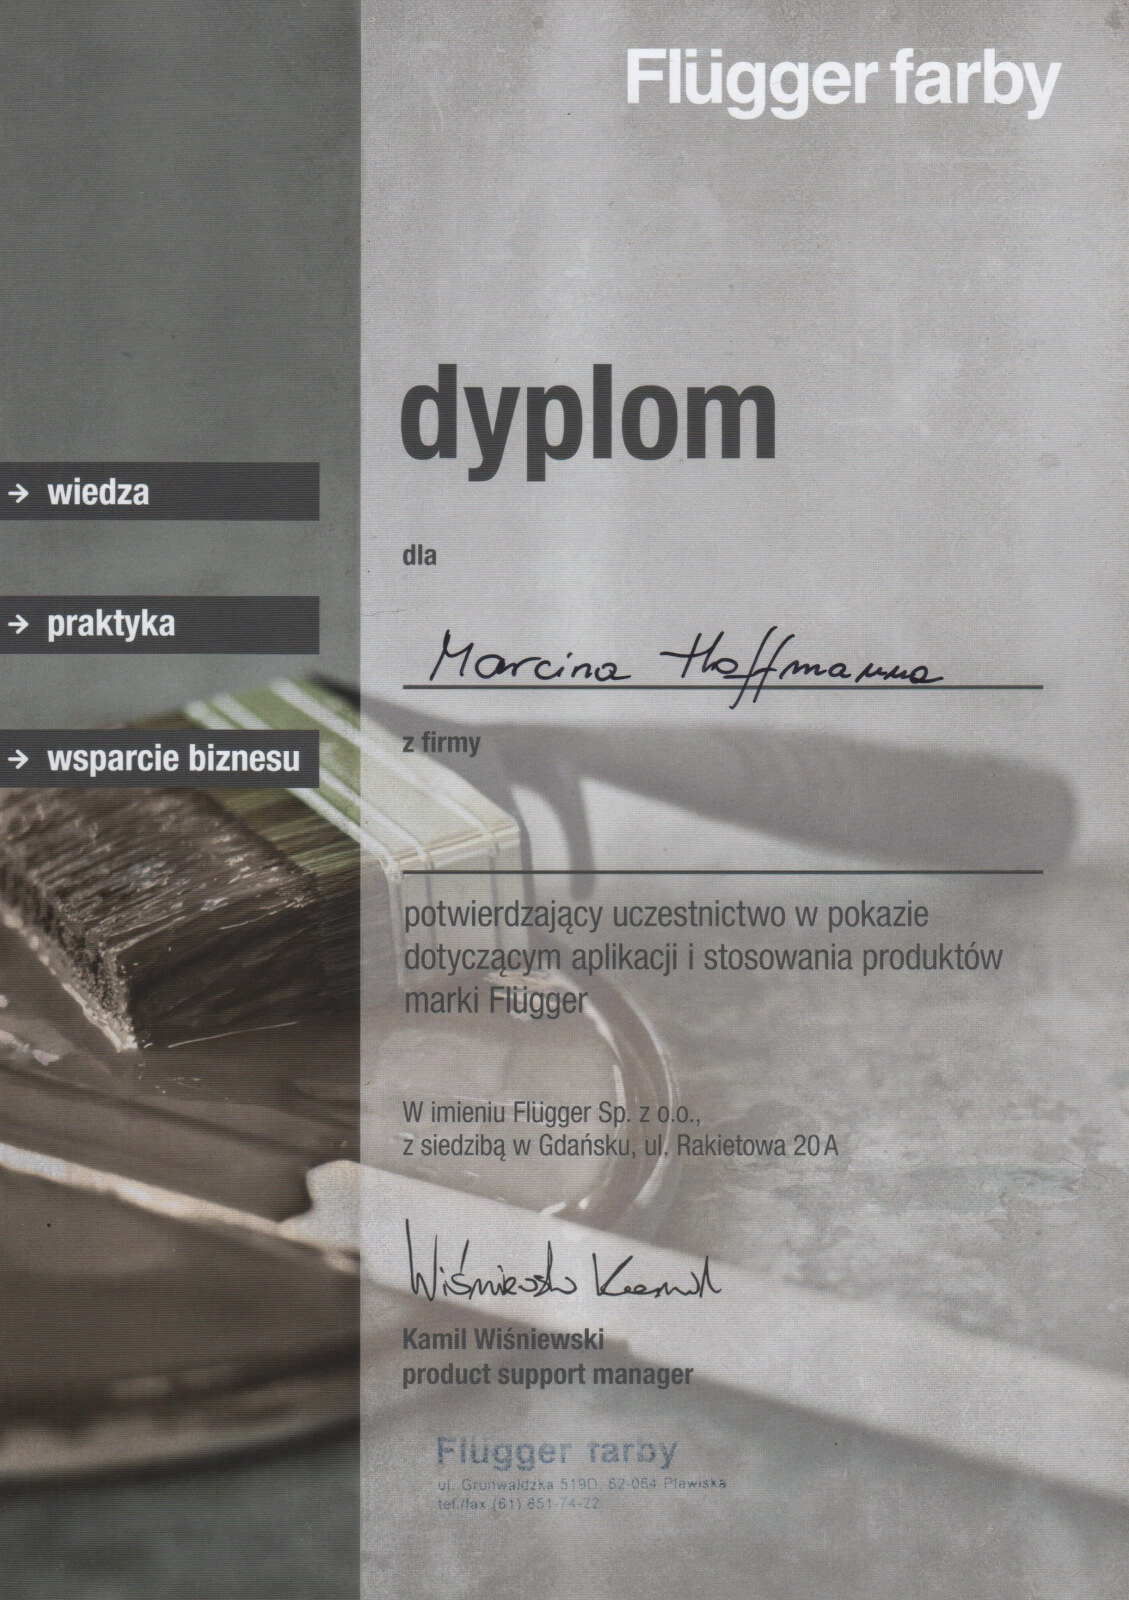 Flügger farby
dyplom
→ wiedza
dla
→ praktyka
Marcina Hoffmanna
→ wsparcie biznesu
z firmy
potwierdzający uczestnictwo w pokazie
dotyczącym aplikacji i stosowania produktów
marki Flügger
W imieniu Flügger Sp. z o.o.,
z siedzibą w Gdańsku, ul. Rakietowa 20 A
Wiśniewski Kamil
Kamil Wiśniewski
product support manager
Flügger farby
ul. Grunwaldzka 519D, 62-064 Plewiska
tel./fax (61) 651-74-22